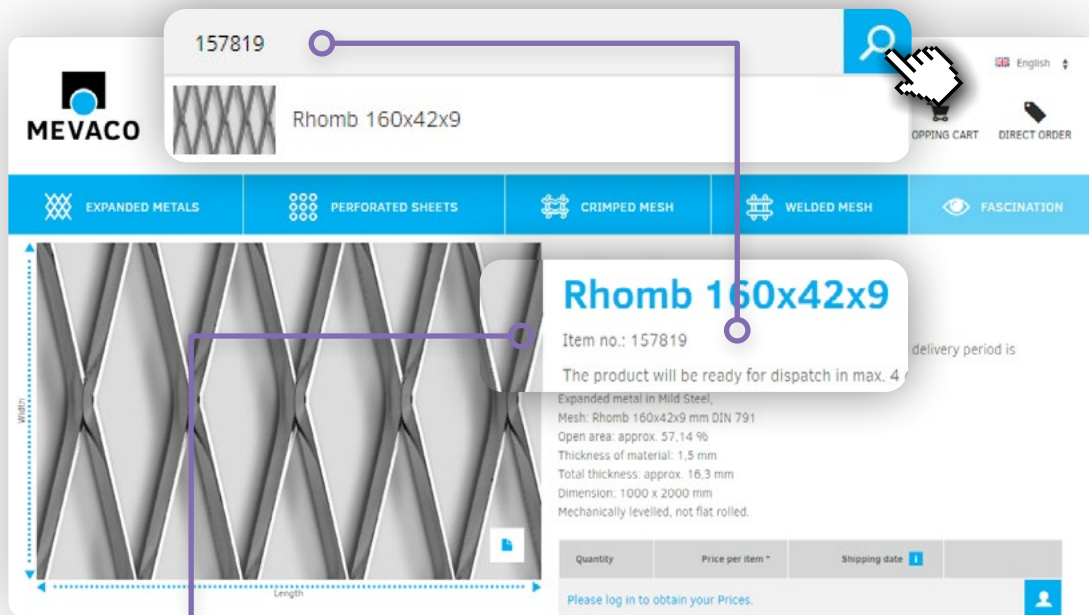 157819
English
MEVACO
Rhomb 160x42x9
OPPING CART
DIRECT ORDER
EXPANDED METALS
PERFORATED SHEETS
CRIMPED MESH
WELDED MESH
FASCINATION
Rhomb 160x42x9
Item no.: 157819
delivery period is
The product will be ready for dispatch in max. 4
Expanded metal in Mild Steel,
Mesh: Rhomb 160x42x9 mm DIN 791
Open area: approx. 57,14 %
Thickness of material: 1,5 mm
Total thickness: approx. 16,3 mm
Dimension: 1000 x 2000 mm
Mechanically levelled, not flat rolled.
Width
Length
Quantity
Price per item *
Shipping date
Please log in to obtain your Prices.